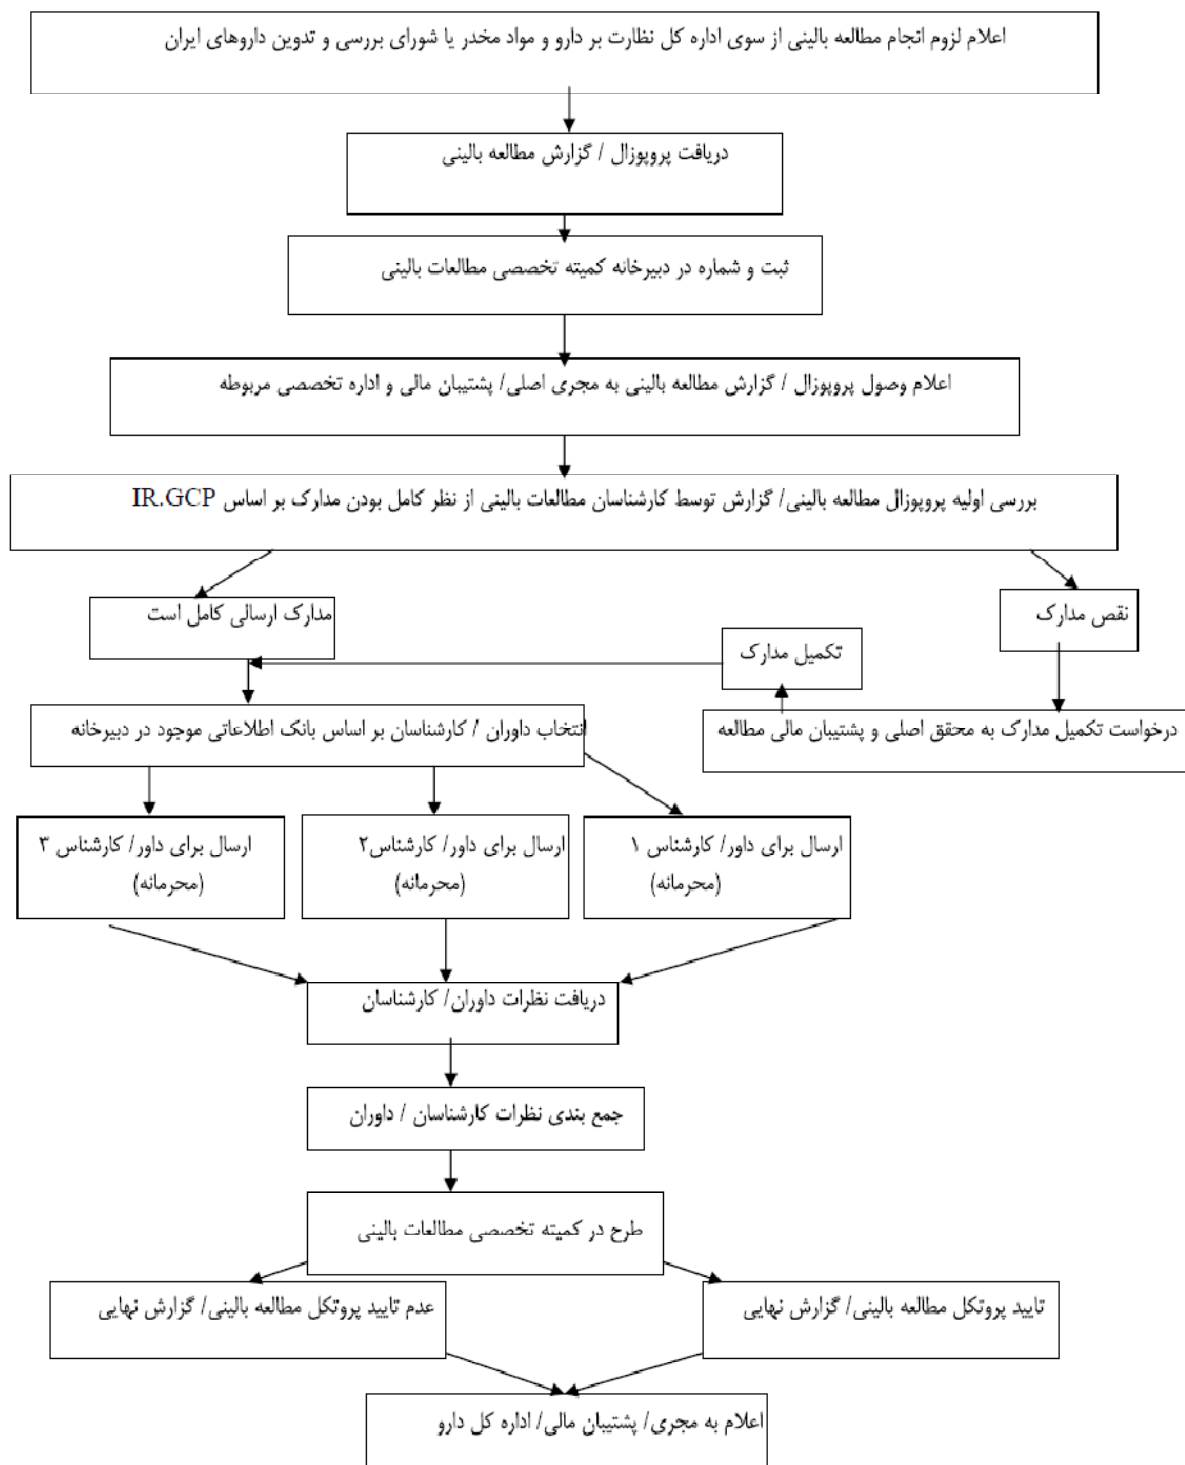 اعلام لزوم انجام مطالعه بالینی از سوی اداره کل نظارت بر دارو و مواد مخدر یا شورای بررسی و تدوین داروهای ایران
دریافت پروپوزال / گزارش مطالعه بالینی
ثبت و شماره در دبیرخانه کمیته تخصصی مطالعات بالینی
اعلام وصول پروپوزال / گزارش مطالعه بالینی به مجری اصلی/ پشتیبان مالی و اداره تخصصی مربوطه
بررسی اولیه پروپوزال مطالعه بالینی/ گزارش توسط کارشناسان مطالعات بالینی از نظر کامل بودن مدارک بر اساس IR.GCP
نقص مدارک
مدارک ارسالی کامل است
تکمیل مدارک
درخواست تکمیل مدارک به محقق اصلی و پشتیبان مالی مطالعه
انتخاب داوران / کارشناسان بر اساس بانک اطلاعاتی موجود در دبیرخانه
ارسال برای داور/ کارشناس ۱
(محرمانه)
ارسال برای داور/ کارشناس۲
(محرمانه)
ارسال برای داور/ کارشناس ۳
(محرمانه)
دریافت نظرات داوران/ کارشناسان
جمع بندی نظرات کارشناسان / داوران
طرح در کمیته تخصصی مطالعات بالینی
تایید پروتکل مطالعه بالینی/ گزارش نهایی
عدم تایید پروتکل مطالعه بالینی/ گزارش نهایی
اعلام به مجری/ پشتیبان مالی/ اداره کل دارو